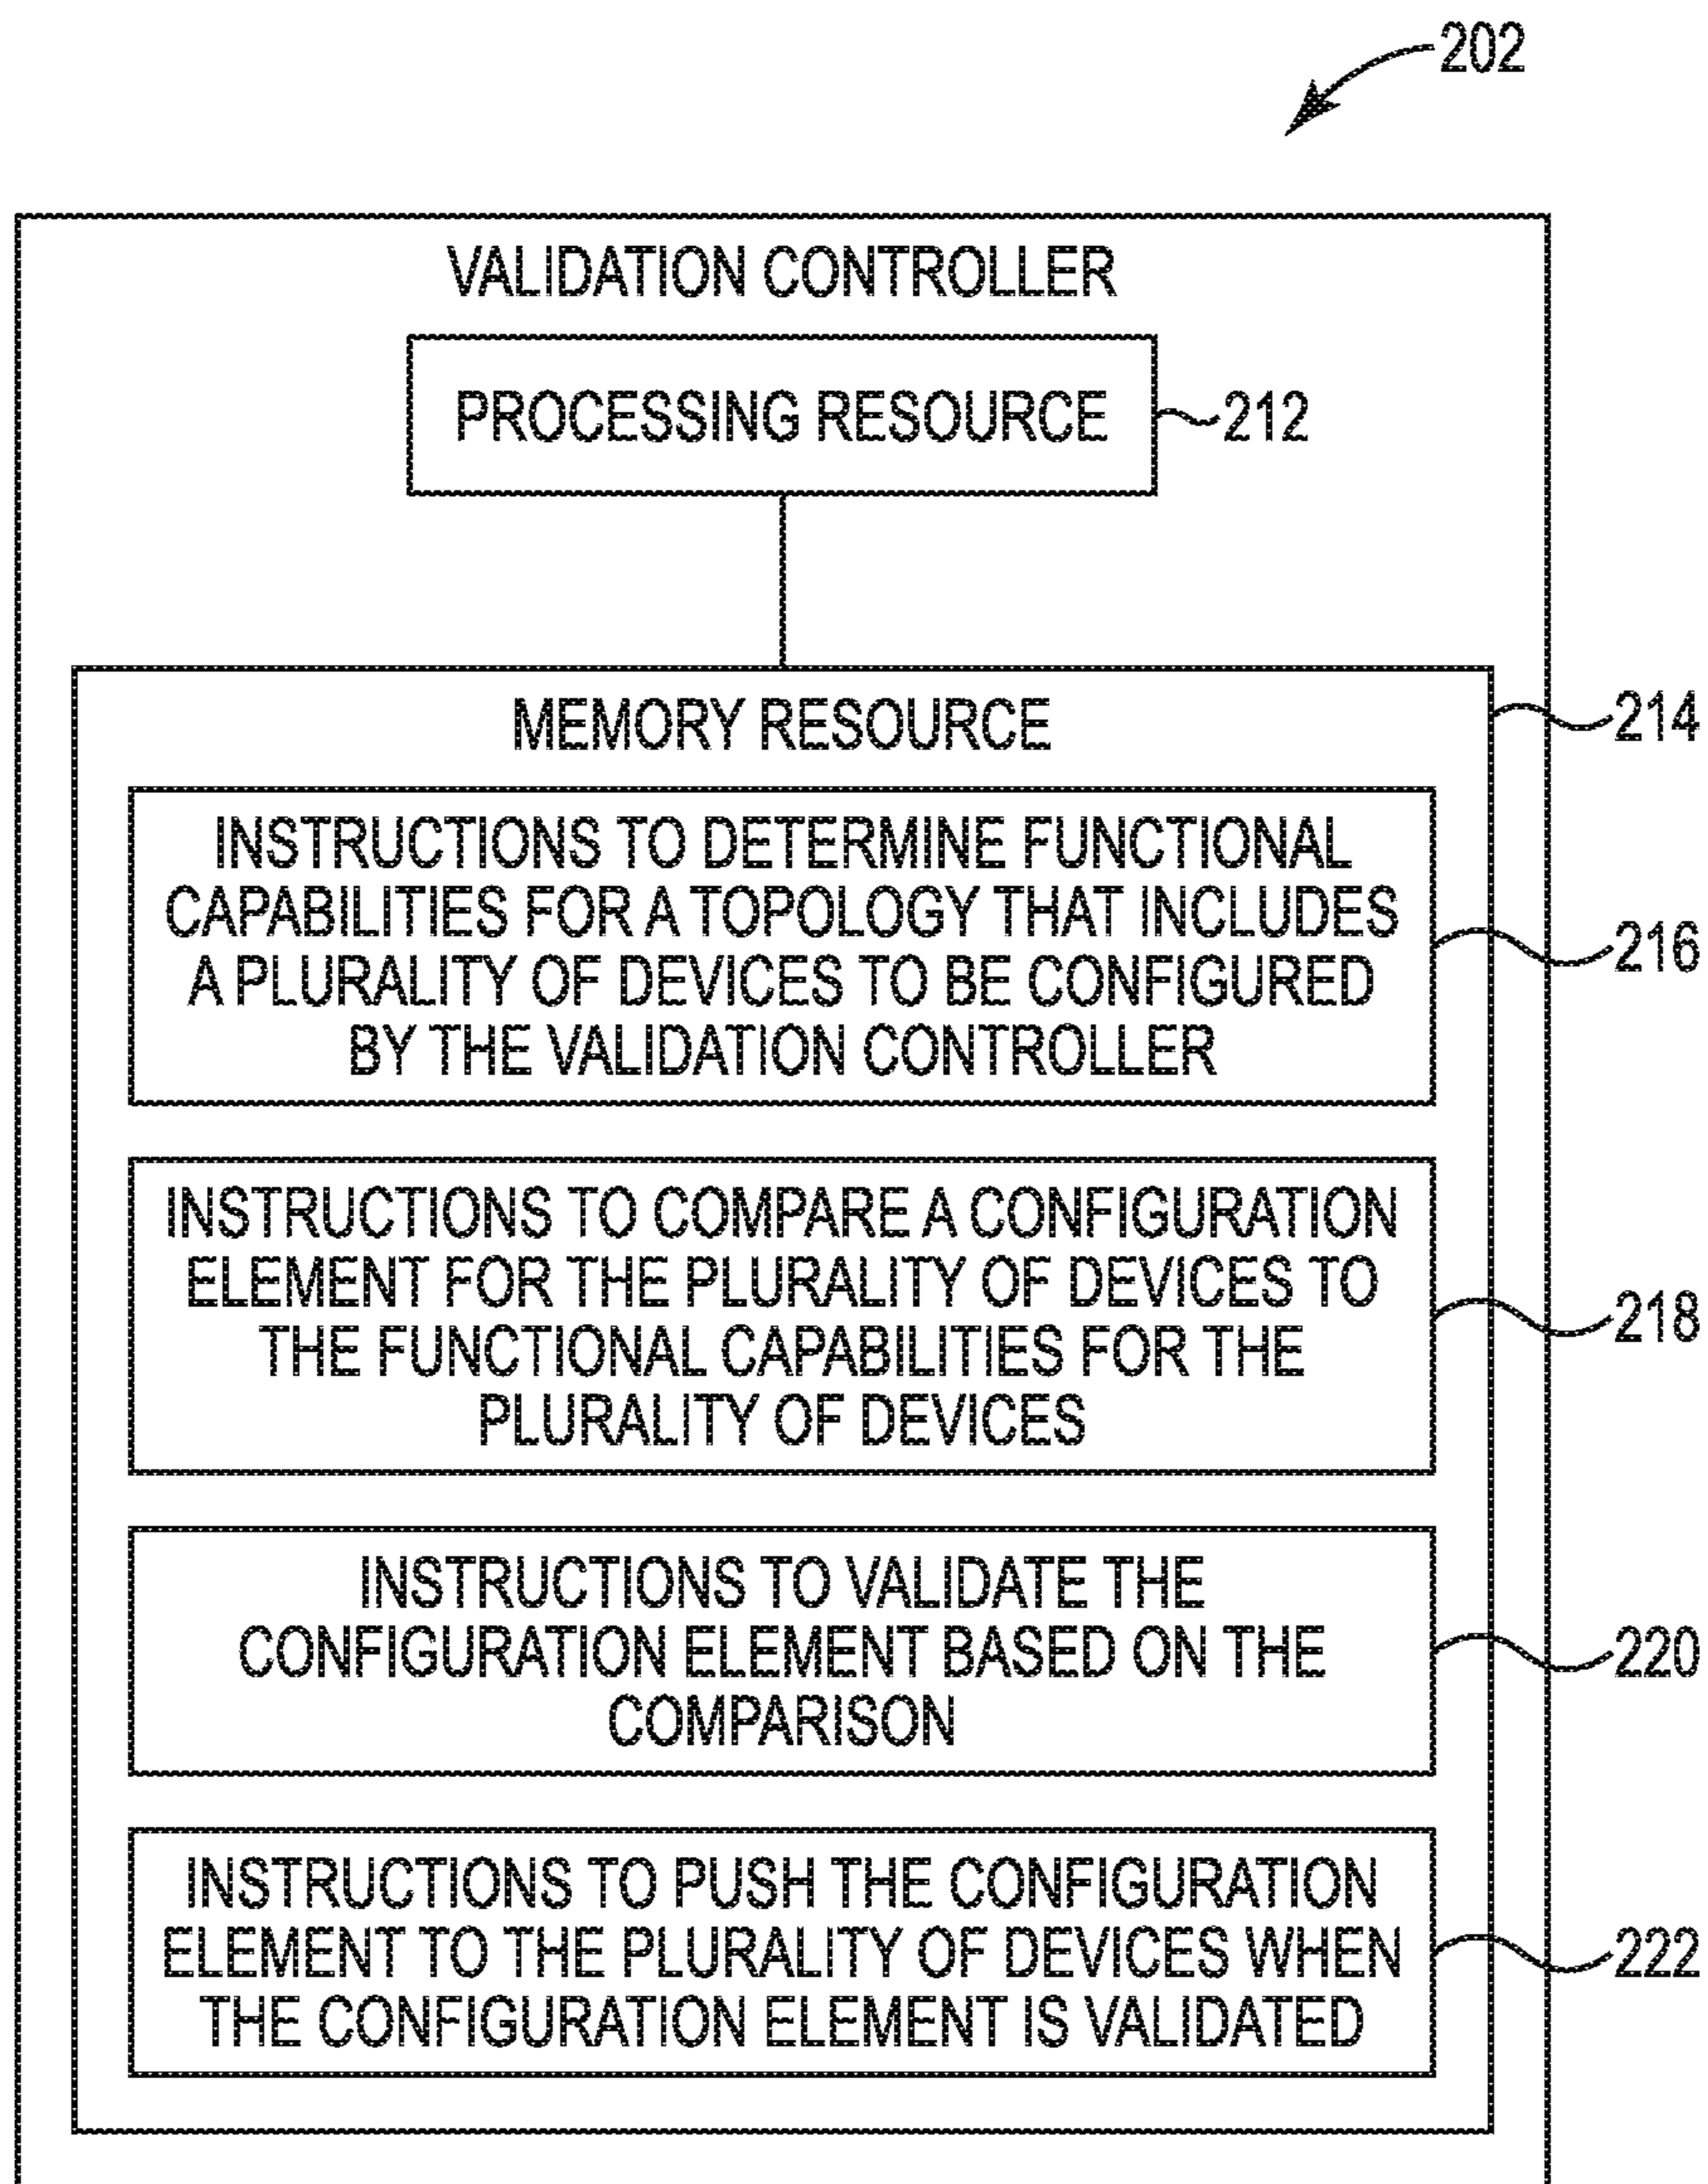 202
VALIDATION CONTROLLER
PROCESSING RESOURCE
212
MEMORY RESOURCE
214
INSTRUCTIONS TO DETERMINE FUNCTIONAL
CAPABILITIES FOR A TOPOLOGY THAT INCLUDES
A PLURALITY OF DEVICES TO BE CONFIGURED
BY THE VALIDATION CONTROLLER
216
INSTRUCTIONS TO COMPARE A CONFIGURATION
ELEMENT FOR THE PLURALITY OF DEVICES TO
THE FUNCTIONAL CAPABILITIES FOR THE
PLURALITY OF DEVICES
218
INSTRUCTIONS TO VALIDATE THE
CONFIGURATION ELEMENT BASED ON THE
COMPARISON
220
INSTRUCTIONS TO PUSH THE CONFIGURATION
ELEMENT TO THE PLURALITY OF DEVICES WHEN
THE CONFIGURATION ELEMENT IS VALIDATED
222